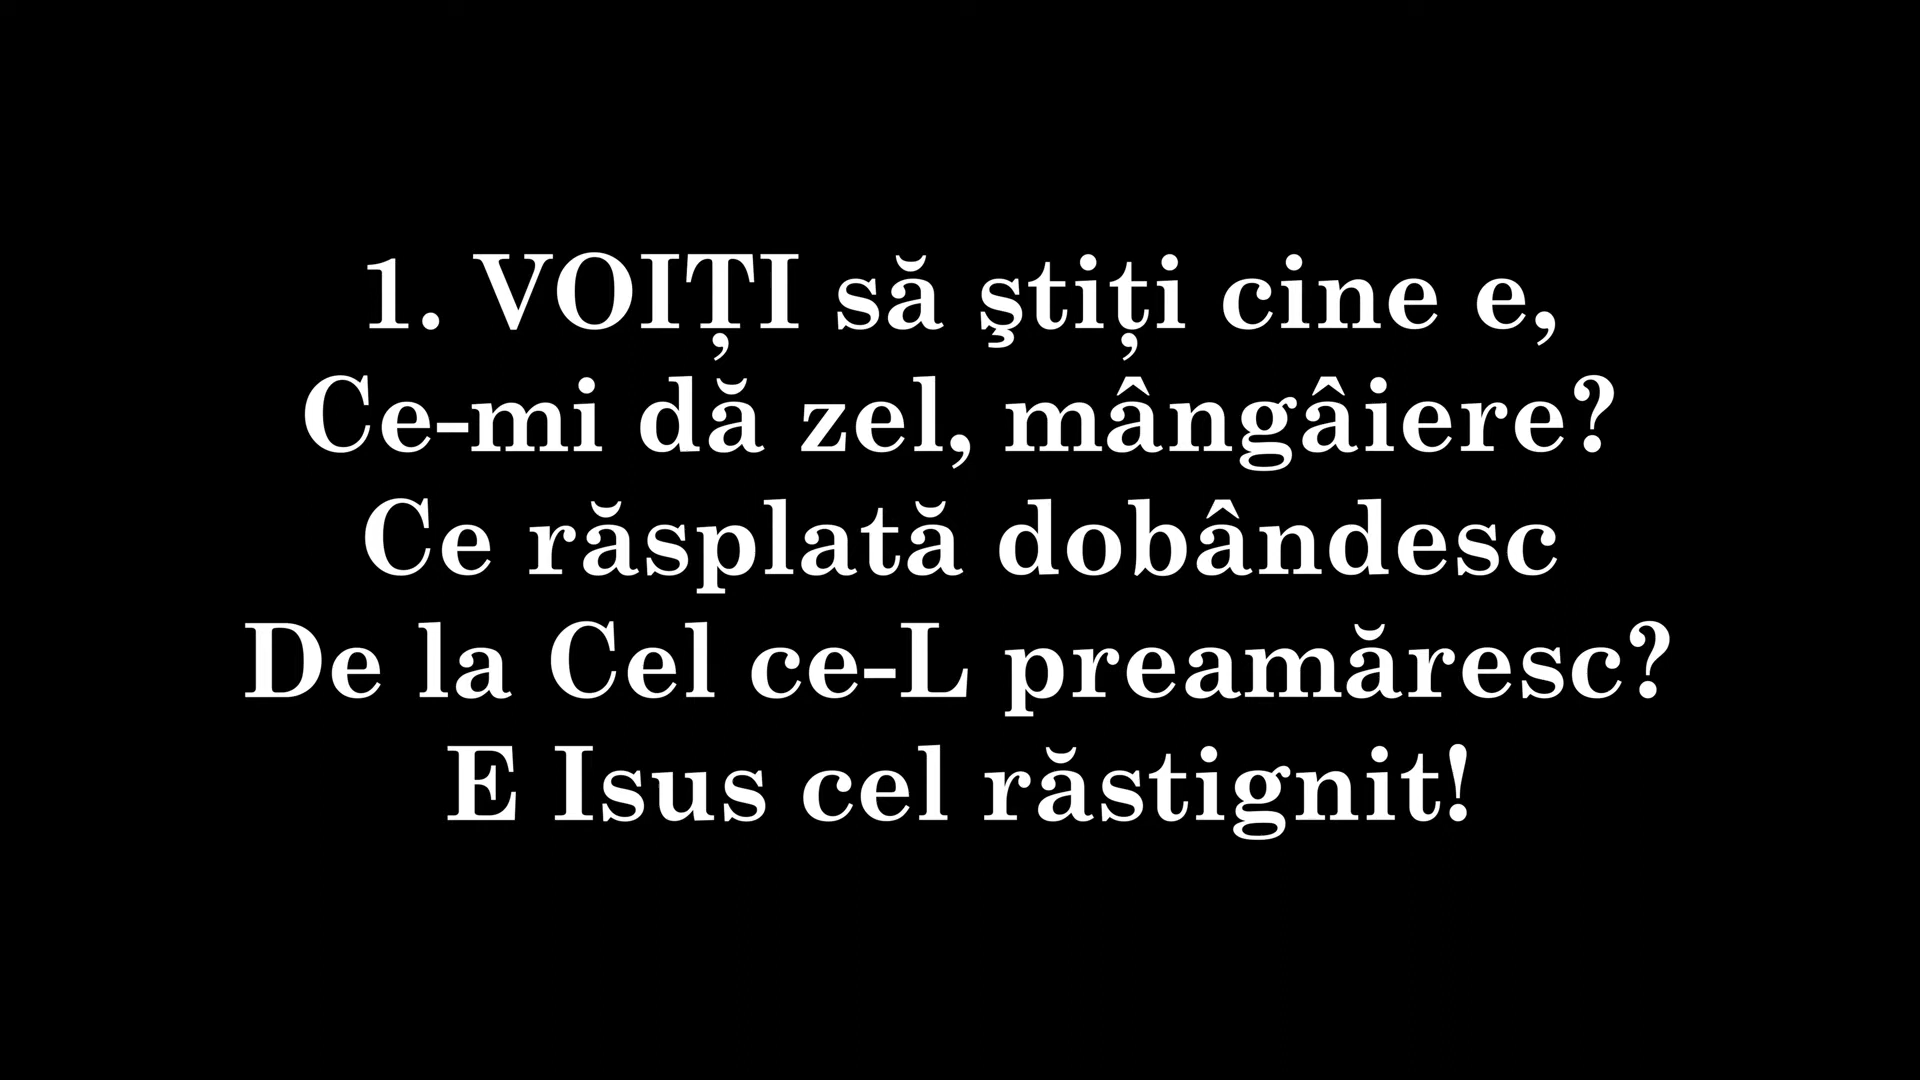 1. VOIȚI să ştiți cine e,
Ce-mi dă zel, mângâiere?
Ce răsplată dobândesc
De la Cel ce-L preamăresc?
E Isus cel răstignit!